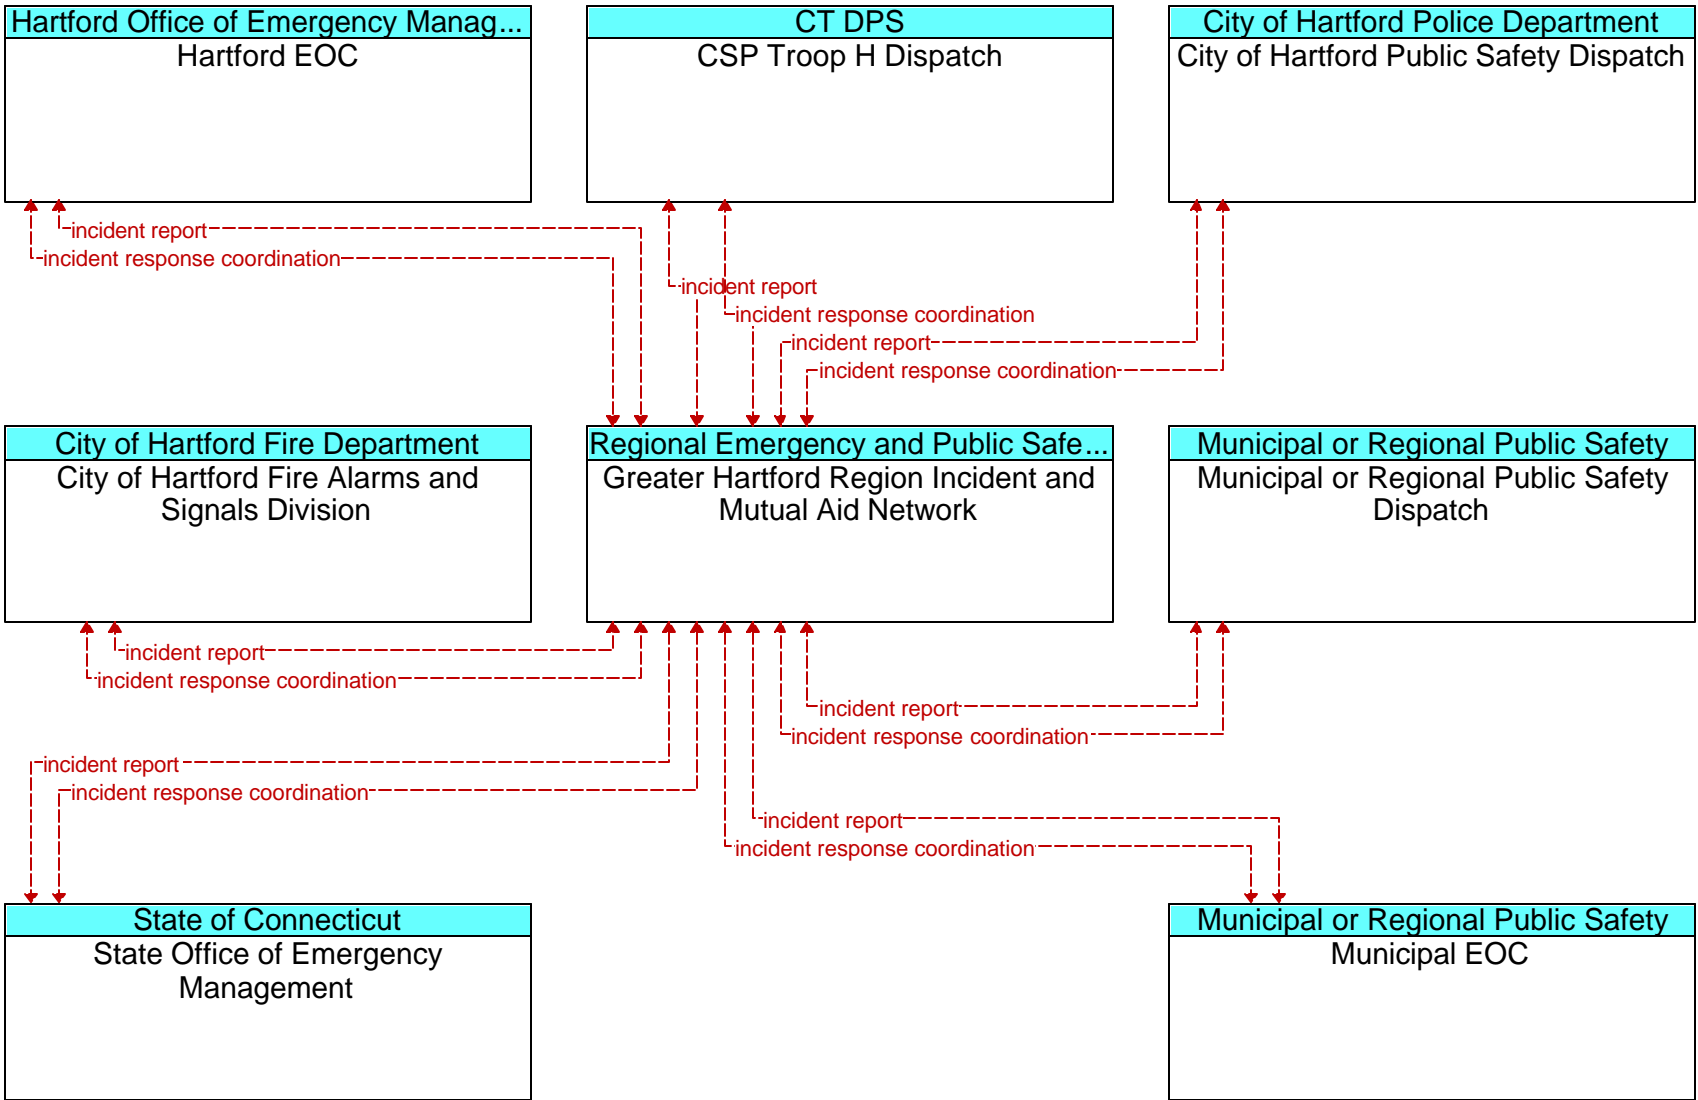 Hartford Office of Emergency Manag...
Hartford EOC
CT DPS
CSP Troop H Dispatch
City of Hartford Police Department
City of Hartford Public Safety Dispatch
incident report
incident response coordination
incident report
incident response coordination
incident report
incident response coordination
City of Hartford Fire Department
City of Hartford Fire Alarms and
Signals Division
Regional Emergency and Public Safe...
Greater Hartford Region Incident and
Mutual Aid Network
Municipal or Regional Public Safety
Municipal or Regional Public Safety
Dispatch
incident report
incident response coordination
incident report
incident response coordination
incident report
incident response coordination
incident report
incident response coordination
State of Connecticut
State Office of Emergency
Management
Municipal or Regional Public Safety
Municipal EOC